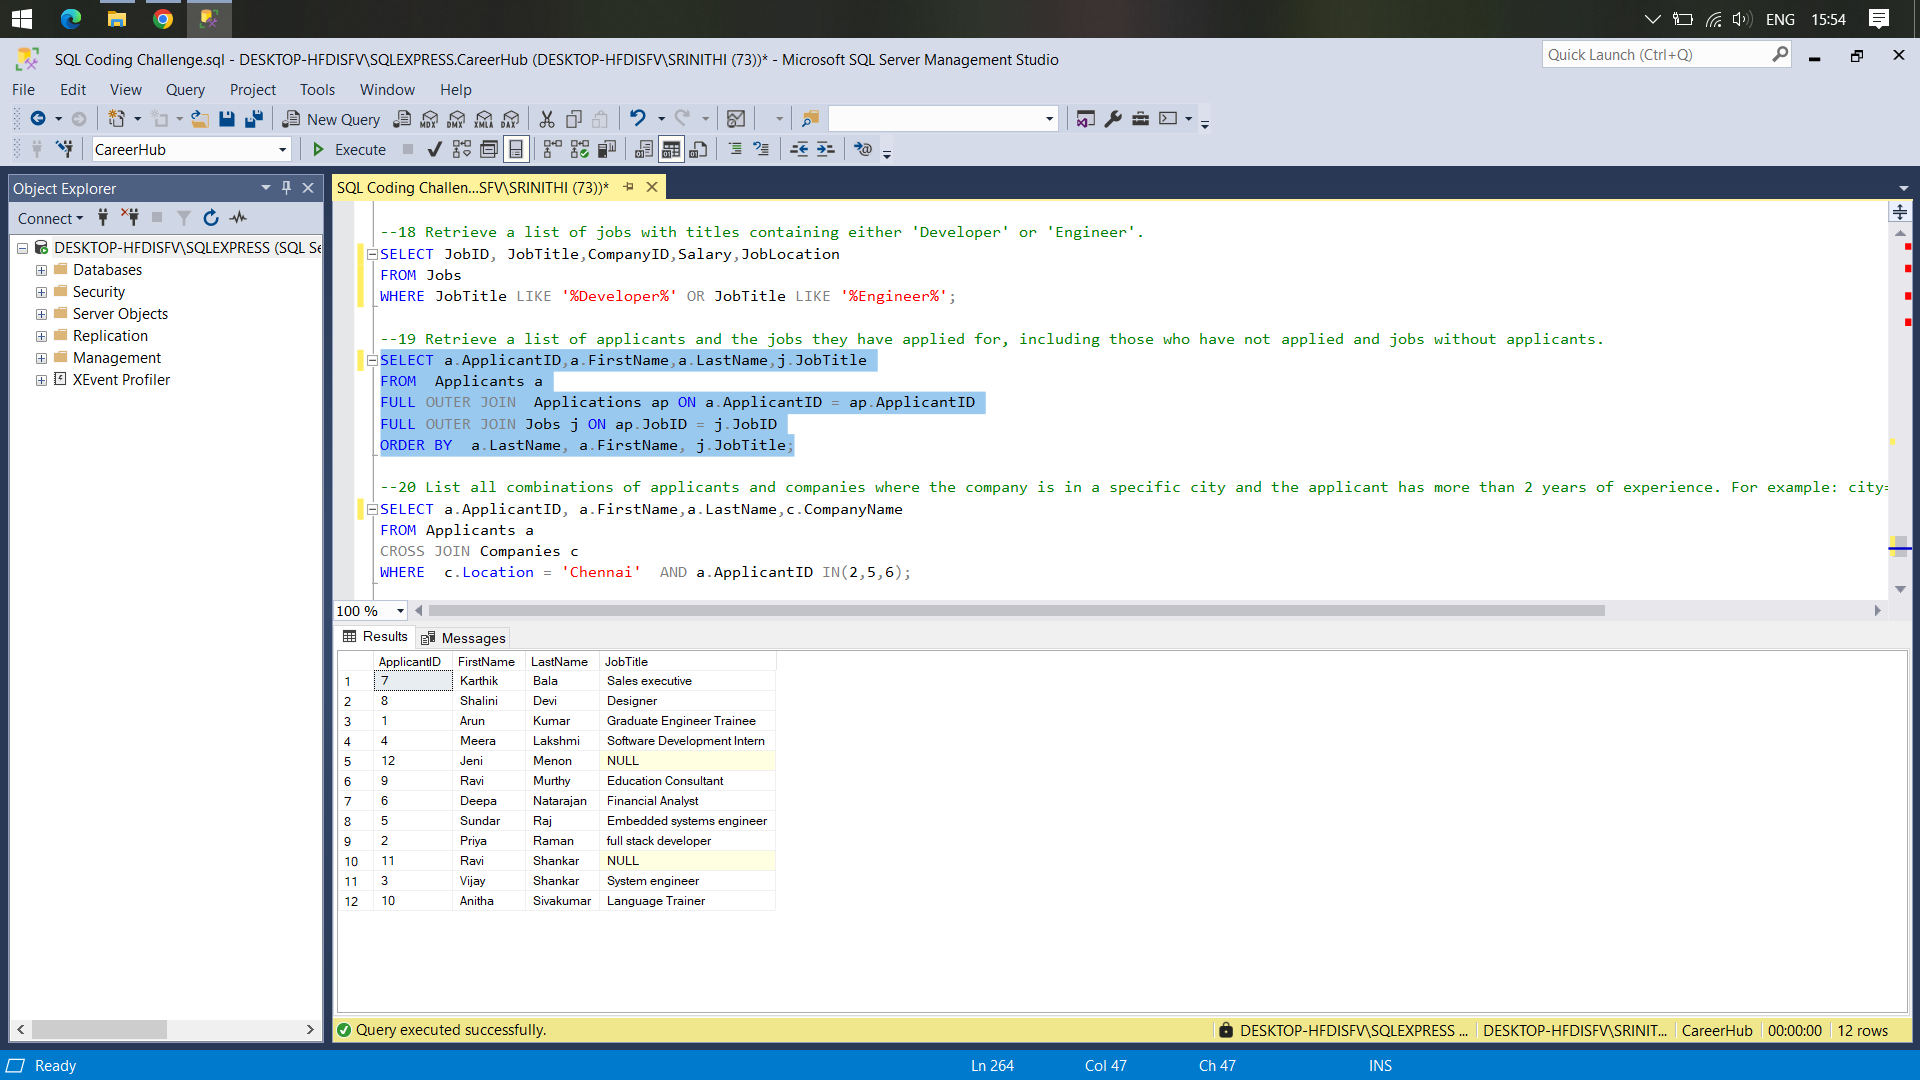 ENG 15:54
SQL Coding Challenge.sql - DESKTOP-HFDISFV\SQLEXPRESS.CareerHub (DESKTOP-HFDISFV\SRINITHI (73))* - Microsoft SQL Server Management Studio
Quick Launch (Ctrl+Q)
File Edit View Query Project Tools Window Help
New Query MDX DMX XMLA DAX
CareerHub Execute
Object Explorer
SQL Coding Challen...SFV\SRINITHI (73))*
Connect
DESKTOP-HFDISFV\SQLEXPRESS (SQL Se
Databases
Security
Server Objects
Replication
Management
XEvent Profiler
--18 Retrieve a list of jobs with titles containing either 'Developer' or 'Engineer'.
SELECT JobID, JobTitle,CompanyID,Salary,JobLocation
FROM Jobs
WHERE JobTitle LIKE '%Developer%' OR JobTitle LIKE '%Engineer%';
--19 Retrieve a list of applicants and the jobs they have applied for, including those who have not applied and jobs without applicants.
SELECT a.ApplicantID,a.FirstName,a.LastName,j.JobTitle
FROM  Applicants a
FULL OUTER JOIN  Applications ap ON a.ApplicantID = ap.ApplicantID
FULL OUTER JOIN Jobs j ON ap.JobID = j.JobID
ORDER BY  a.LastName, a.FirstName, j.JobTitle;
--20 List all combinations of applicants and companies where the company is in a specific city and the applicant has more than 2 years of experience. For example: city=
SELECT a.ApplicantID, a.FirstName,a.LastName,c.CompanyName
FROM Applicants a
CROSS JOIN Companies c
WHERE  c.Location = 'Chennai'  AND a.ApplicantID IN(2,5,6);
100 %
Results Messages
ApplicantID FirstName LastName JobTitle
1 7 Karthik Bala Sales executive
2 8 Shalini Devi Designer
3 1 Arun Kumar Graduate Engineer Trainee
4 4 Meera Lakshmi Software Development Intern
5 12 Jeni Menon NULL
6 9 Ravi Murthy Education Consultant
7 6 Deepa Natarajan Financial Analyst
8 5 Sundar Raj Embedded systems engineer
9 2 Priya Raman full stack developer
10 11 Ravi Shankar NULL
11 3 Vijay Shankar System engineer
12 10 Anitha Sivakumar Language Trainer
Query executed successfully. DESKTOP-HFDISFV\SQLEXPRESS ... DESKTOP-HFDISFV\SRINIT... CareerHub 00:00:00 12 rows
Ready Ln 264 Col 47 Ch 47 INS